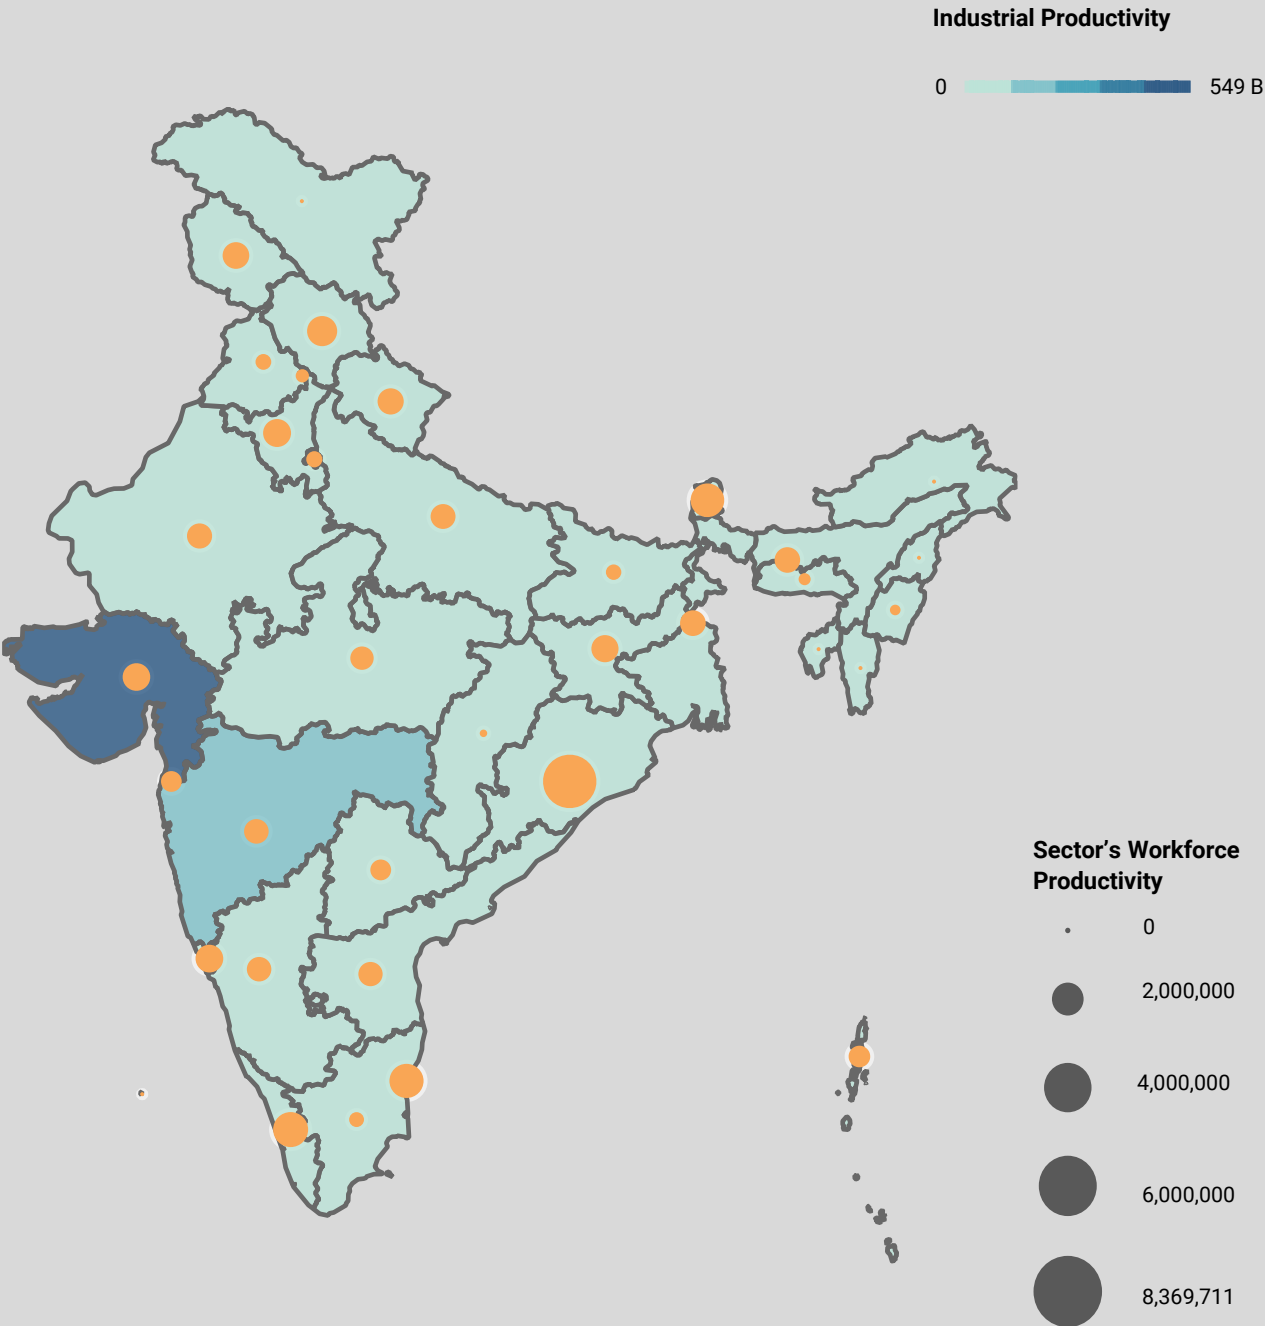 Industrial Productivity
0
549 B
Sector’s Workforce
Productivity
0
2,000,000
4,000,000
6,000,000
8,369,711